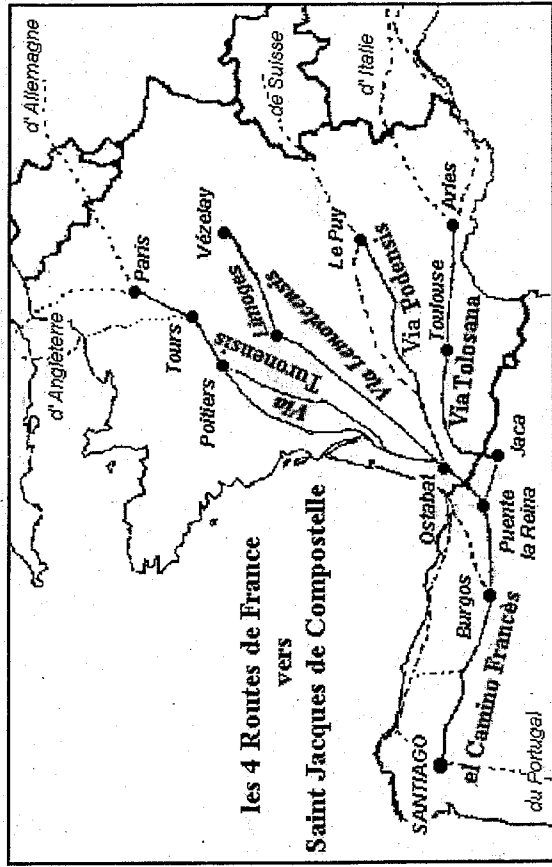 les 4 Routes de France
vers
Saint Jacques de Compostelle
d'Allemagne
d'Angleterre
de Suisse
d'Italie
Paris
Tours
Poitiers
Vézelay
Limoges
Via
Turonensis
Via Lemovicensis
Le Puy
Via Podensis
Arles
Toulouse
Via Tolosana
Ostabat
Jaca
Puente
la Reina
Burgos
el Camino Francès
SANTIAGO
du Portugal